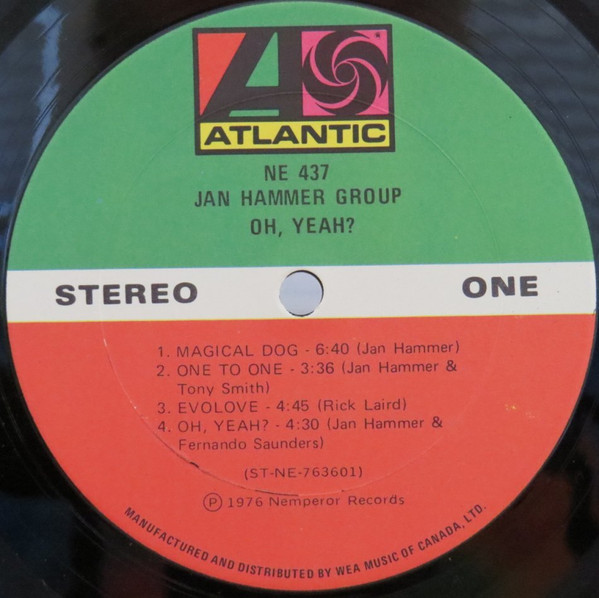 ATLANTIC
NE 437
JAN HAMMER GROUP
OH, YEAH?
STEREO
ONE
1. MAGICAL DOG - 6:40 (Jan Hammer)
2. ONE TO ONE - 3:36 (Jan Hammer &
Tony Smith)
3. EVOLOVE - 4:45 (Rick Laird)
4. OH, YEAH? - 4:30 (Jan Hammer &
Fernando Saunders)
(ST-NE-763601)
Ⓟ 1976 Nemperor Records
MANUFACTURED AND DISTRIBUTED BY WEA MUSIC OF CANADA, LTD.